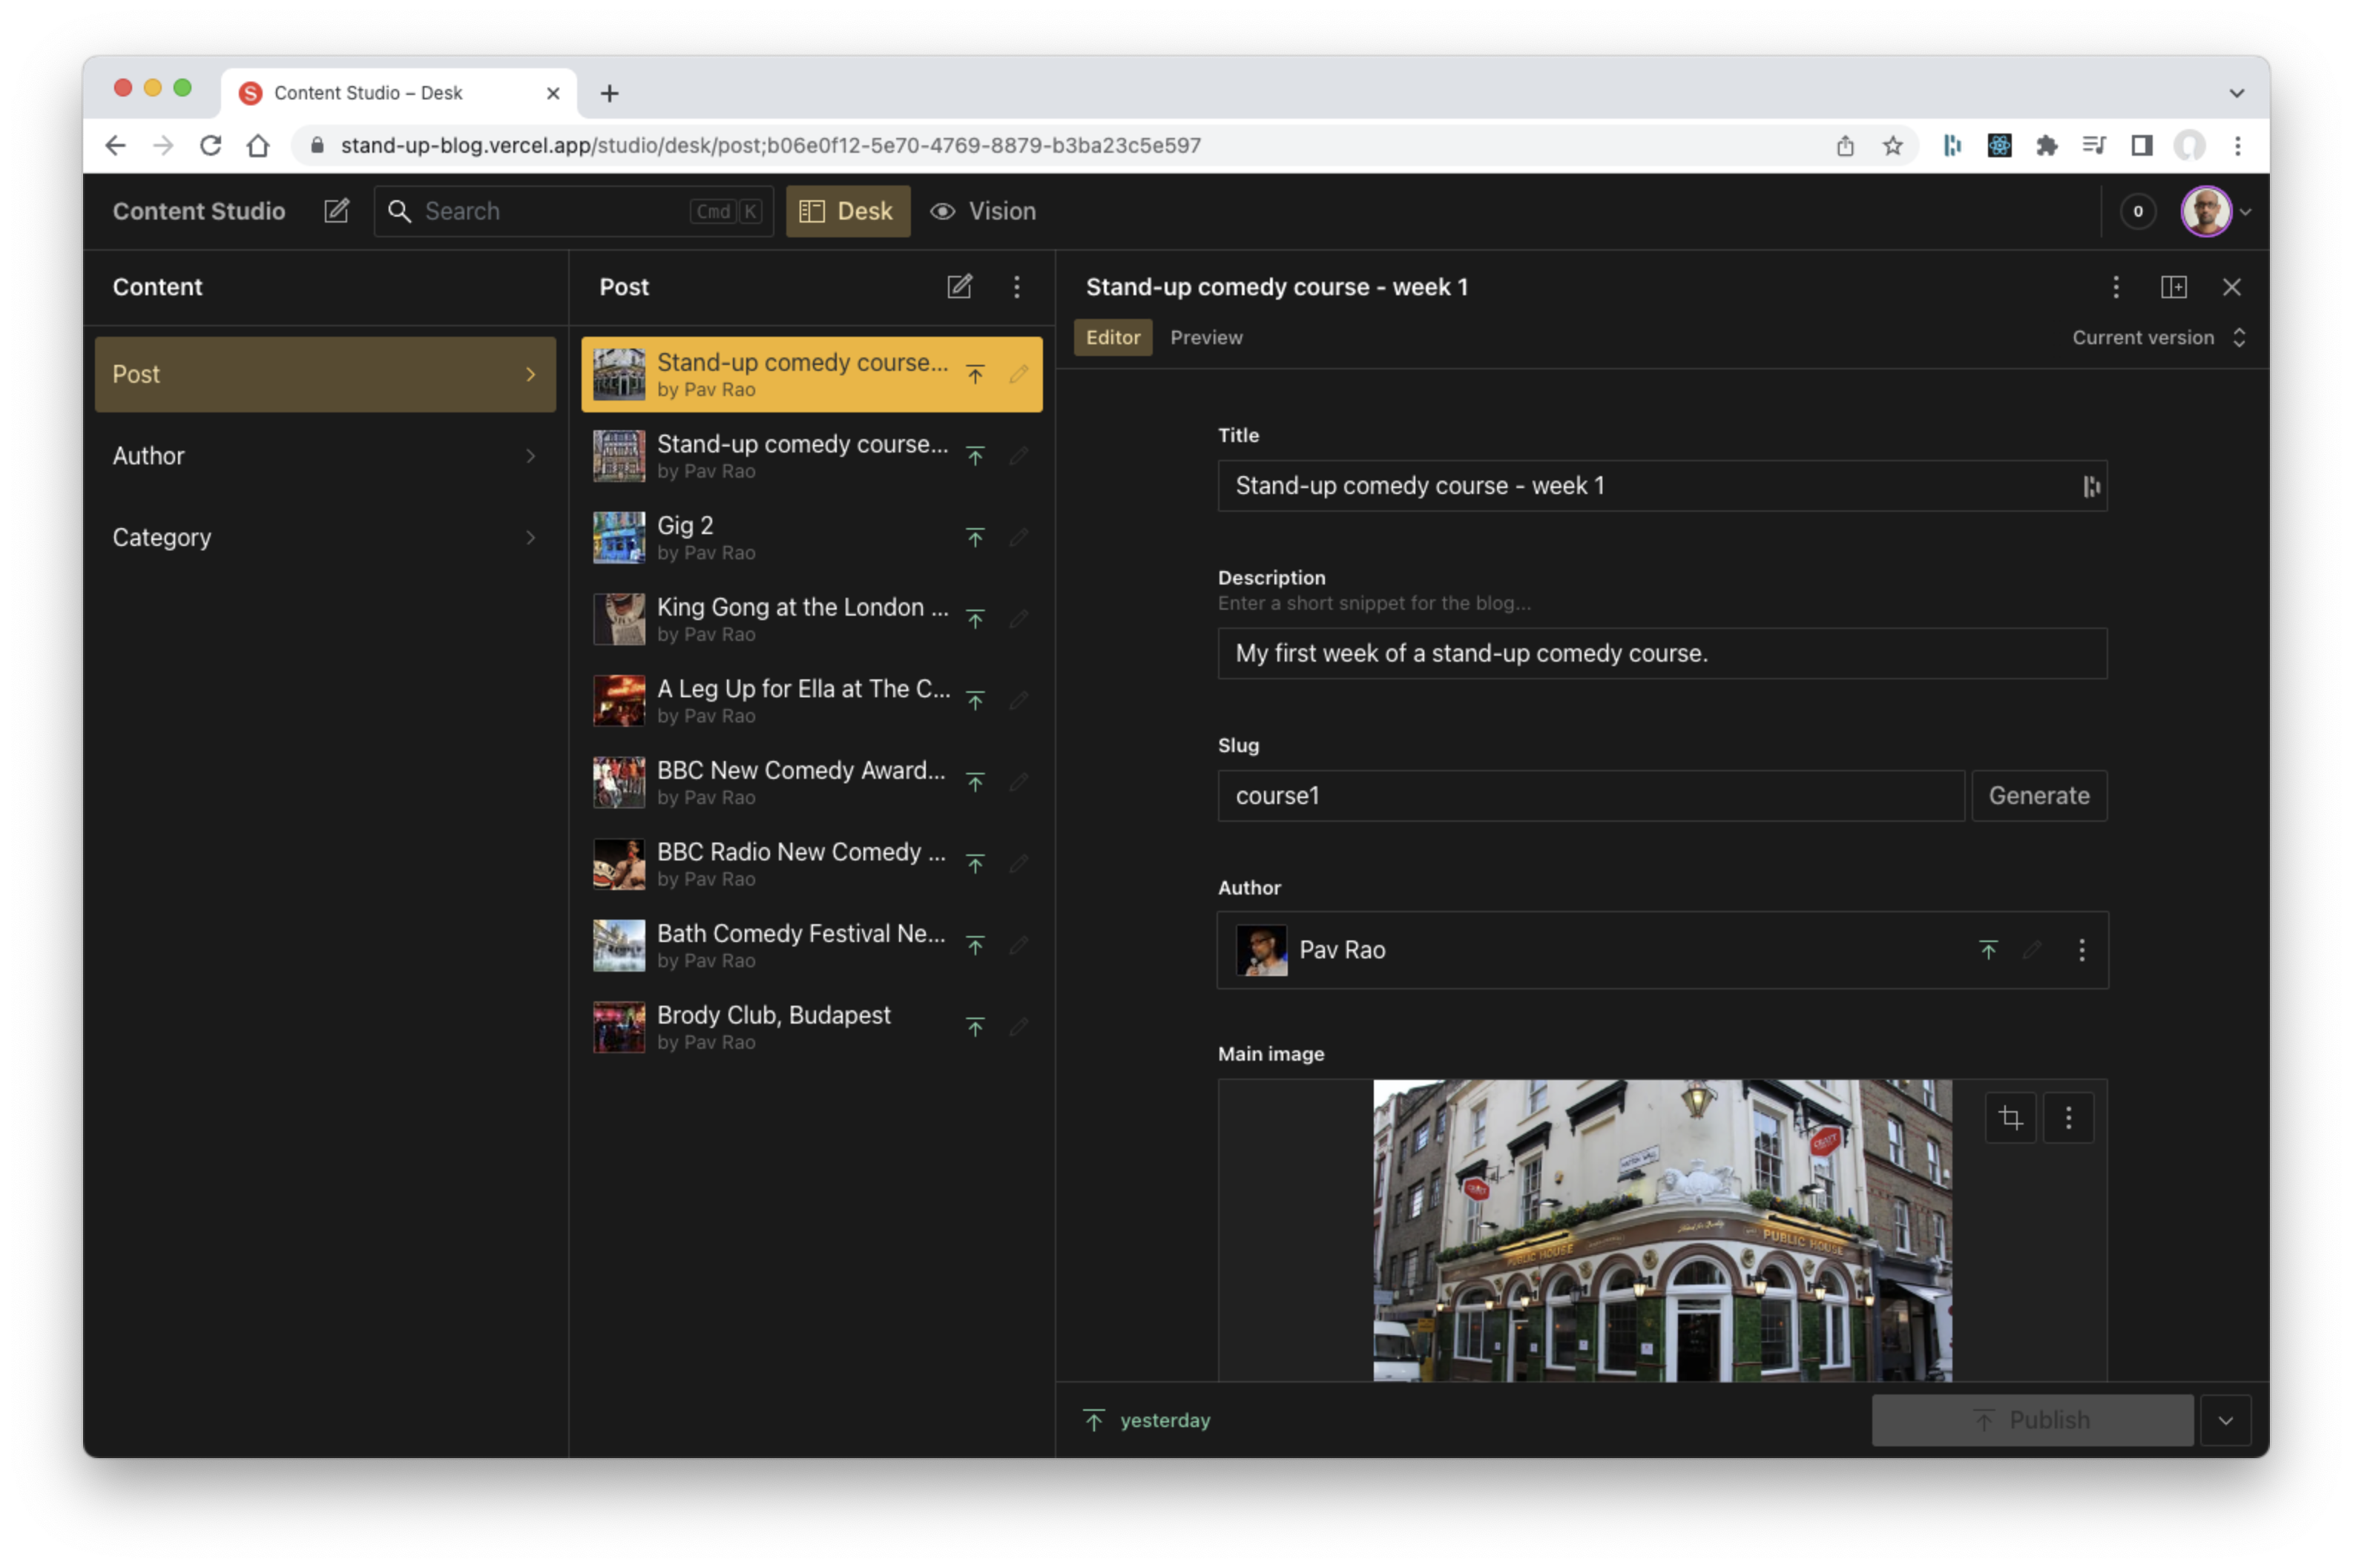 Content Studio – Desk
stand-up-blog.vercel.app/studio/desk/post;b06e0f12-5e70-4769-8879-b3ba23c5e597
Content Studio
Search
Cmd K
Desk
Vision
0
Content
Post
Author
Category
Post
Stand-up comedy course...
by Pav Rao
Stand-up comedy course...
by Pav Rao
Gig 2
by Pav Rao
King Gong at the London ...
by Pav Rao
A Leg Up for Ella at The C...
by Pav Rao
BBC New Comedy Award...
by Pav Rao
BBC Radio New Comedy ...
by Pav Rao
Bath Comedy Festival Ne...
by Pav Rao
Brody Club, Budapest
by Pav Rao
Stand-up comedy course - week 1
Editor
Preview
Current version
Title
Stand-up comedy course - week 1
Description
Enter a short snippet for the blog...
My first week of a stand-up comedy course.
Slug
course1
Generate
Author
Pav Rao
Main image
CRAFT
PUBLIC HOUSE
PUBLIC HOUSE
yesterday
Publish